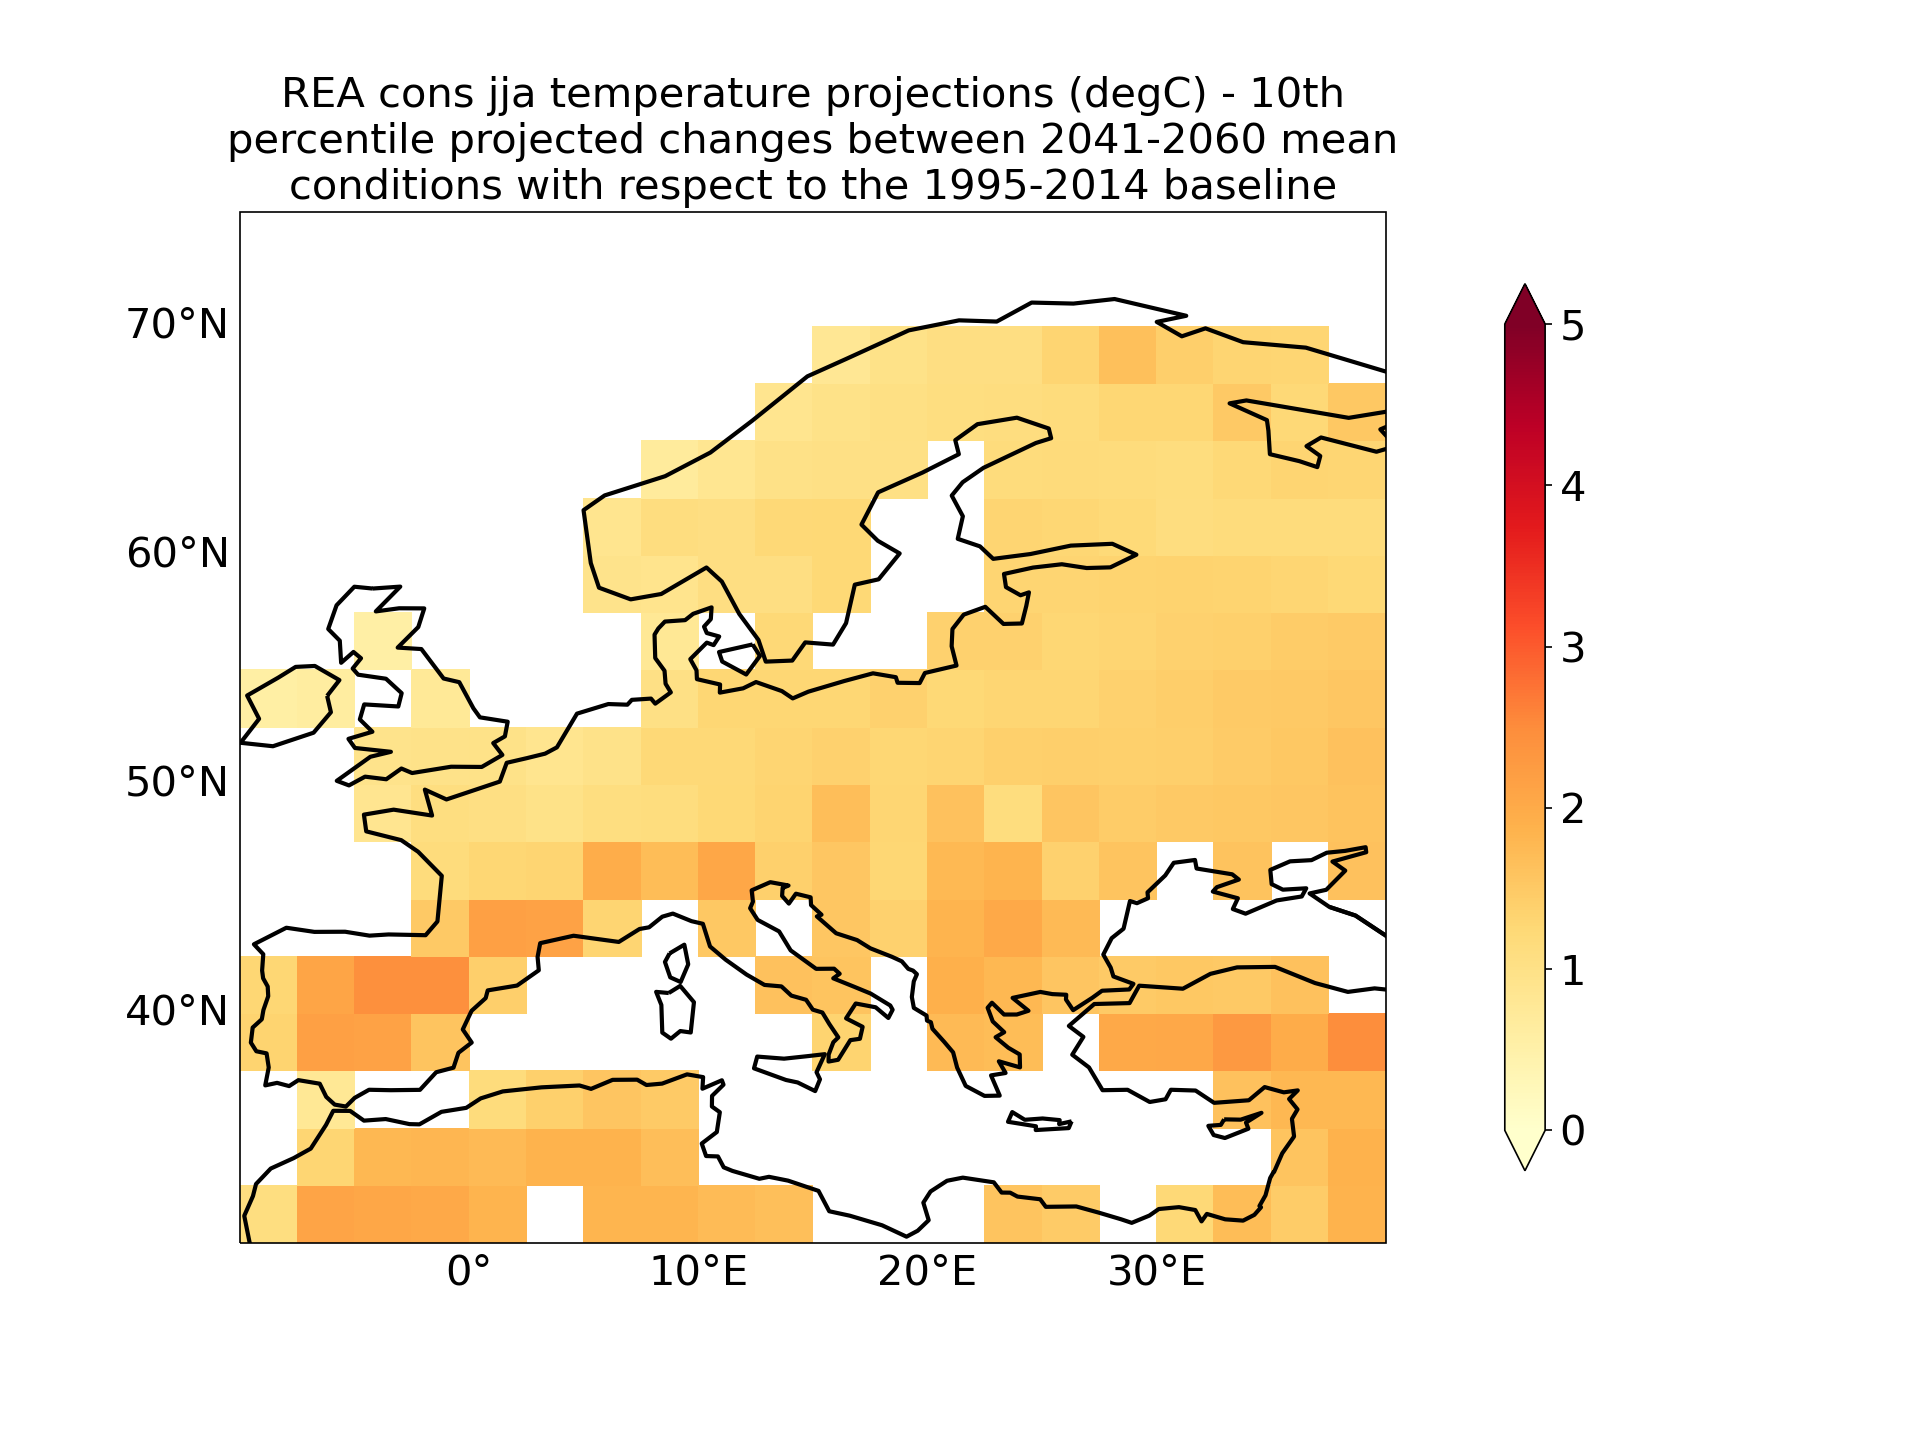 REA cons jja temperature projections (degC) - 10th
percentile projected changes between 2041-2060 mean
conditions with respect to the 1995-2014 baseline
70°N
60°N
50°N
40°N
0°
10°E
20°E
30°E
5
4
3
2
1
0